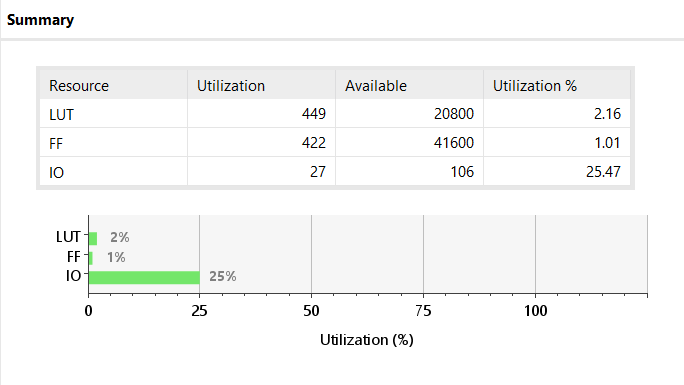 Summary
Resource Utilization Available Utilization %
LUT 449 20800 2.16
FF 422 41600 1.01
IO 27 106 25.47
LUT 2%
FF 1%
IO 25%
0 25 50 75 100
Utilization (%)